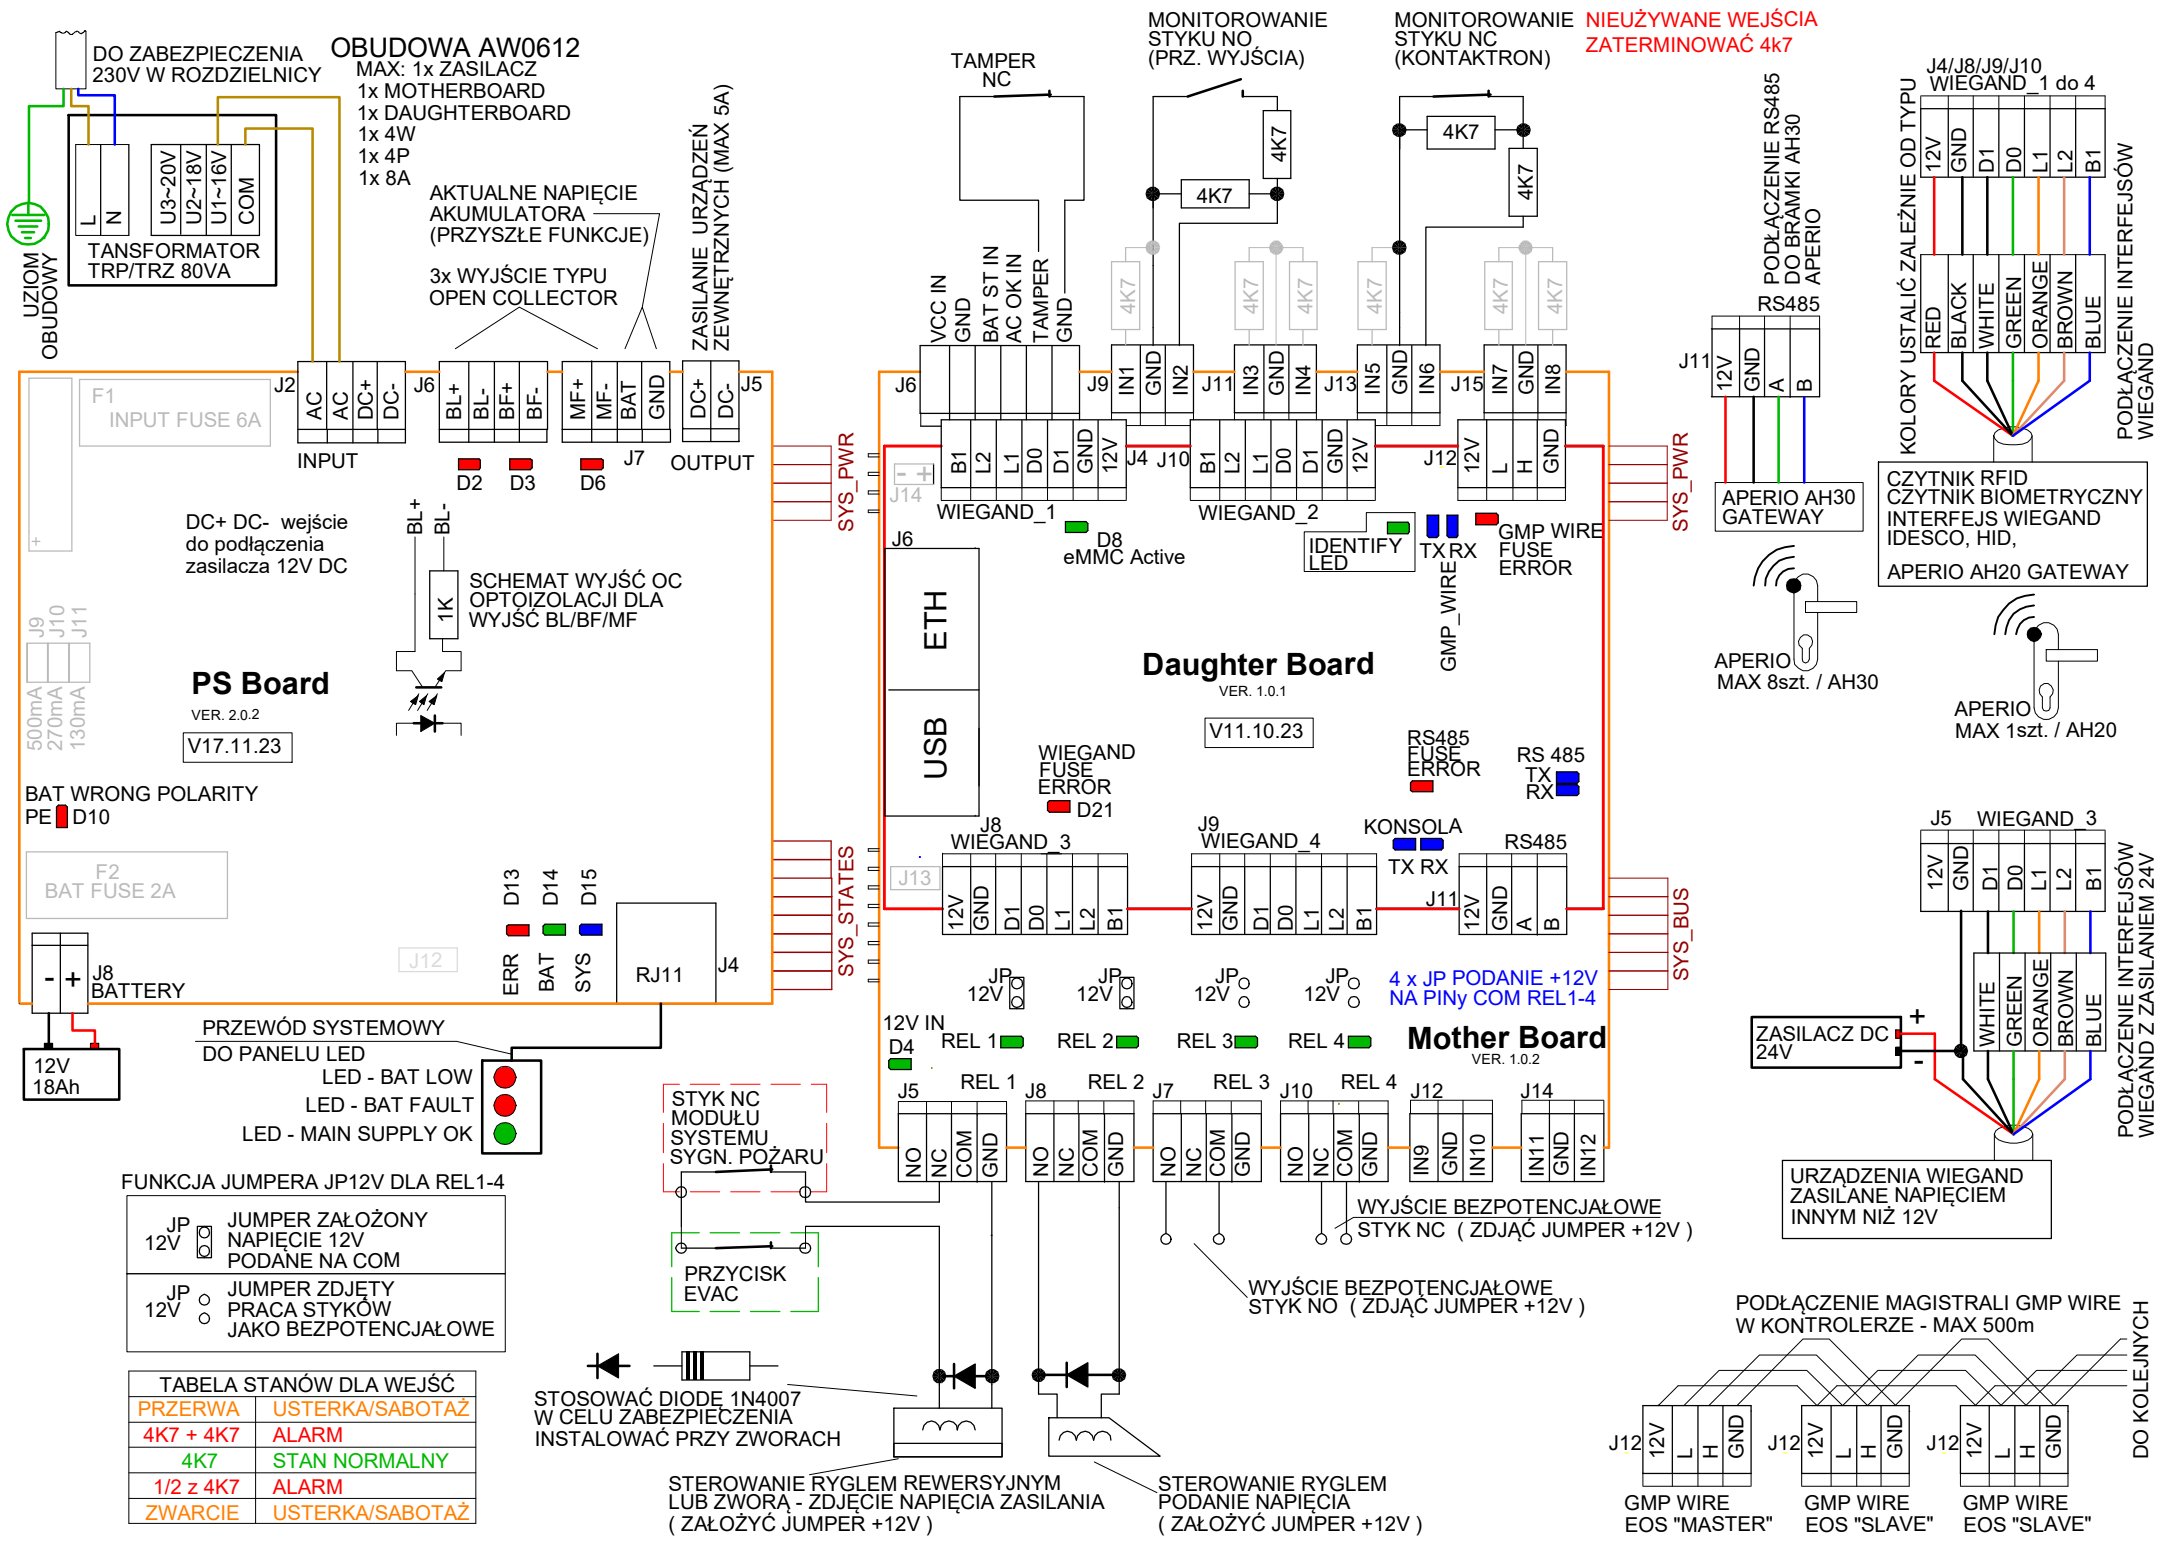 DO ZABEZPIECZENIA
230V W ROZDZIELNICY
OBUDOWA AW0612
MAX: 1x ZASILACZ
1x MOTHERBOARD
1x DAUGHTERBOARD
1x 4W
1x 4P
1x 8A
L
N
U3~20V
U2~18V
U1~16V
COM
TANSFORMATOR
TRP/TRZ 80VA
UZIOM
OBUDOWY
AKTUALNE NAPIĘCIE
AKUMULATORA
(PRZYSZŁE FUNKCJE)
3x WYJŚCIE TYPU
OPEN COLLECTOR
ZASILANIE URZĄDZEŃ
ZEWNĘTRZNYCH (MAX 5A)
F1
INPUT FUSE 6A
J2
AC
AC
DC+
DC-
INPUT
J6
BL+
BL-
BF+
BF-
MF+
MF-
BAT
GND
J7
DC+
DC-
J5
OUTPUT
D2
D3
D6
SYS_PWR
+
DC+ DC- wejście
do podłączenia
zasilacza 12V DC
BL+
BL-
1K
SCHEMAT WYJŚĆ OC
OPTOIZOLACJI DLA
WYJŚĆ BL/BF/MF
J9
J10
J11
500mA
270mA
130mA
PS Board
VER. 2.0.2
V17.11.23
BAT WRONG POLARITY
PE D10
F2
BAT FUSE 2A
J12
D13
D14
D15
ERR
BAT
SYS
RJ11
J4
SYS_STATES
- +
J8
BATTERY
12V
18Ah
PRZEWÓD SYSTEMOWY
DO PANELU LED
LED - BAT LOW
LED - BAT FAULT
LED - MAIN SUPPLY OK
FUNKCJA JUMPERA JP12V DLA REL1-4
JP
12V
JUMPER ZAŁOŻONY
NAPIĘCIE 12V
PODANE NA COM
JP
12V
JUMPER ZDJĘTY
PRACA STYKÓW
JAKO BEZPOTENCJAŁOWE
TABELA STANÓW DLA WEJŚĆ
PRZERWA USTERKA/SABOTAŻ
4K7 + 4K7 ALARM
4K7 STAN NORMALNY
1/2 z 4K7 ALARM
ZWARCIE USTERKA/SABOTAŻ
TAMPER
NC
MONITOROWANIE
STYKU NO
(PRZ. WYJŚCIA)
MONITOROWANIE
STYKU NC
(KONTAKTRON)
NIEUŻYWANE WEJŚCIA
ZATERMINOWAĆ 4k7
4K7
4K7
4K7
4K7
4K7
4K7
4K7
4K7
4K7
4K7
VCC IN
GND
BAT ST IN
AC OK IN
TAMPER
GND
J6
J9
IN1
GND
IN2
J11
IN3
GND
IN4
J13
IN5
GND
IN6
J15
IN7
GND
IN8
- +
J14
B1
L2
L1
D0
D1
GND
12V
J4
WIEGAND_1
J10
B1
L2
L1
D0
D1
GND
12V
WIEGAND_2
J12
12V
L
H
GND
SYS_PWR
D8
eMMC Active
IDENTIFY
LED
TX RX
GMP_WIRE
GMP WIRE
FUSE
ERROR
J6
ETH
USB
Daughter Board
VER. 1.0.1
V11.10.23
WIEGAND
FUSE
ERROR
D21
RS485
FUSE
ERROR
RS 485
TX
RX
J8
WIEGAND_3
J9
WIEGAND_4
KONSOLA
TX RX
RS485
J13
12V
GND
D1
D0
L1
L2
B1
12V
GND
D1
D0
L1
L2
B1
J11
12V
GND
A
B
SYS_BUS
JP
12V
JP
12V
JP
12V
JP
12V
4 x JP PODANIE +12V
NA PINy COM REL1-4
12V IN
D4
REL 1
REL 2
REL 3
REL 4
Mother Board
VER. 1.0.2
J5
REL 1
J8
REL 2
J7
REL 3
J10
REL 4
J12
J14
NO
NC
COM
GND
NO
NC
COM
GND
NO
NC
COM
GND
NO
NC
COM
GND
IN9
GND
IN10
IN11
GND
IN12
STYK NC
MODUŁU
SYSTEMU
SYGN. POŻARU
PRZYCISK
EVAC
WYJŚCIE BEZPOTENCJAŁOWE
STYK NC ( ZDJĄĆ JUMPER +12V )
WYJŚCIE BEZPOTENCJAŁOWE
STYK NO ( ZDJĄĆ JUMPER +12V )
STOSOWAĆ DIODĘ 1N4007
W CELU ZABEZPIECZENIA
INSTALOWAĆ PRZY ZWORACH
STEROWANIE RYGLEM REWERSYJNYM
LUB ZWORĄ - ZDJĘCIE NAPIĘCIA ZASILANIA
( ZAŁOŻYĆ JUMPER +12V )
STEROWANIE RYGLEM
PODANIE NAPIĘCIA
( ZAŁOŻYĆ JUMPER +12V )
PODŁĄCZENIE RS485
DO BRAMKI AH30
APERIO
RS485
J11
12V
GND
A
B
APERIO AH30
GATEWAY
APERIO
MAX 8szt. / AH30
KOLORY USTALIĆ ZALEŻNIE OD TYPU
J4/J8/J9/J10
WIEGAND_1 do 4
12V
GND
D1
D0
L1
L2
B1
RED
BLACK
WHITE
GREEN
ORANGE
BROWN
BLUE
PODŁĄCZENIE INTERFEJSÓW
WIEGAND
CZYTNIK RFID
CZYTNIK BIOMETRYCZNY
INTERFEJS WIEGAND
IDESCO, HID,
APERIO AH20 GATEWAY
APERIO
MAX 1szt. / AH20
J5
WIEGAND_3
12V
GND
D1
D0
L1
L2
B1
WHITE
GREEN
ORANGE
BROWN
BLUE
ZASILACZ DC
24V
+
-
PODŁĄCZENIE INTERFEJSÓW
WIEGAND Z ZASILANIEM 24V
URZĄDZENIA WIEGAND
ZASILANE NAPIĘCIEM
INNYM NIŻ 12V
PODŁĄCZENIE MAGISTRALI GMP WIRE
W KONTROLERZE - MAX 500m
DO KOLEJNYCH
J12
12V
L
H
GND
J12
12V
L
H
GND
J12
12V
L
H
GND
GMP WIRE
EOS "MASTER"
GMP WIRE
EOS "SLAVE"
GMP WIRE
EOS "SLAVE"